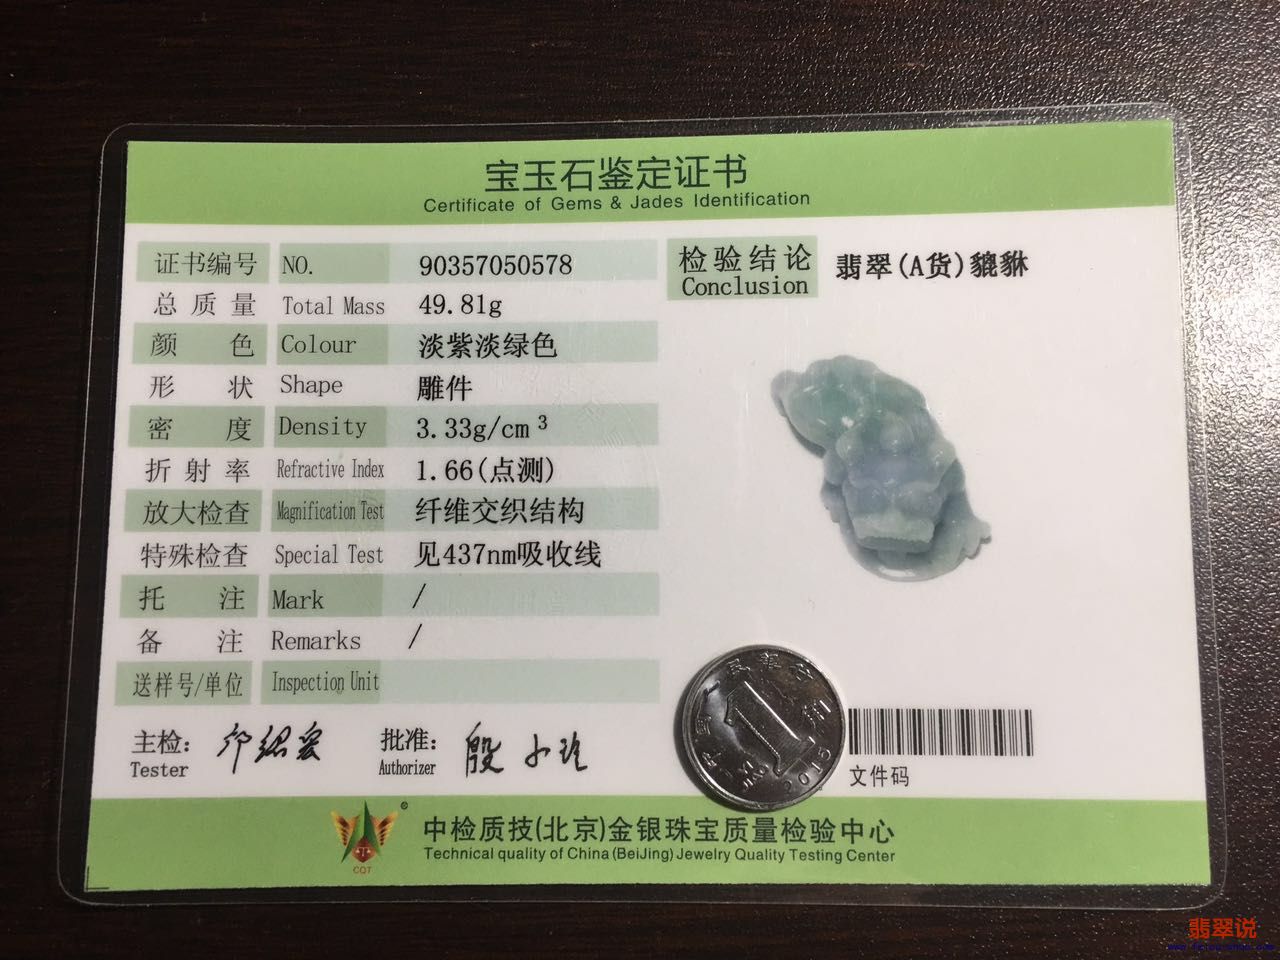 宝玉石鉴定证书
Certificate of Gems & Jades Identification
证书编号 NO. 90357050578
总质量 Total Mass 49.81g
颜色 Colour 淡紫淡绿色
形状 Shape 雕件
密度 Density 3.33g/cm³
折射率 Refractive Index 1.66(点测)
放大检查 Magnification Test 纤维交织结构
特殊检查 Special Test 见437nm吸收线
托注 Mark /
备注 Remarks /
送样号/单位 Inspection Unit
检验结论 翡翠(A货)貔貅
Conclusion
主检:
Tester
批准: 殷小玲
Authorizer
1
YI JIAO
2015
文件码
®
CQT
中检质技(北京)金银珠宝质量检验中心
Technical quality of China (BeiJing) Jewelry Quality Testing Center
翡翠说